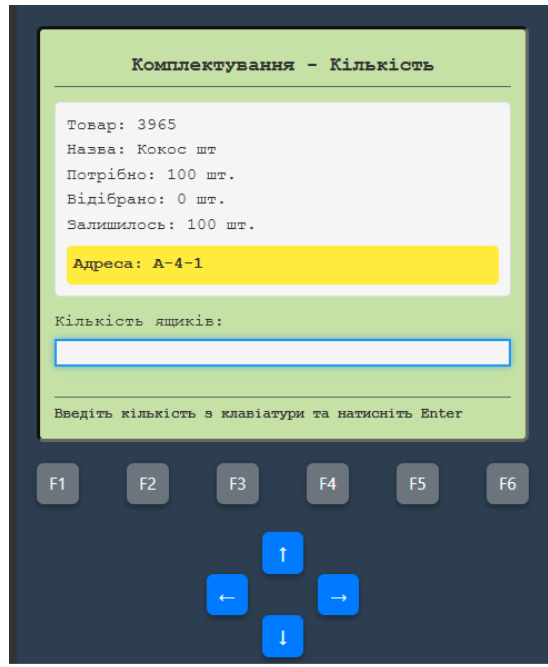 Комплектування - Кількість
Товар: 3965
Назва: Кокос шт
Потрібно: 100 шт.
Відібрано: 0 шт.
Залишилось: 100 шт.
Адреса: A-4-1
Кількість ящиків:
Введіть кількість з клавіатури та натисніть Enter
F1 F2 F3 F4 F5 F6
↑
← →
↓